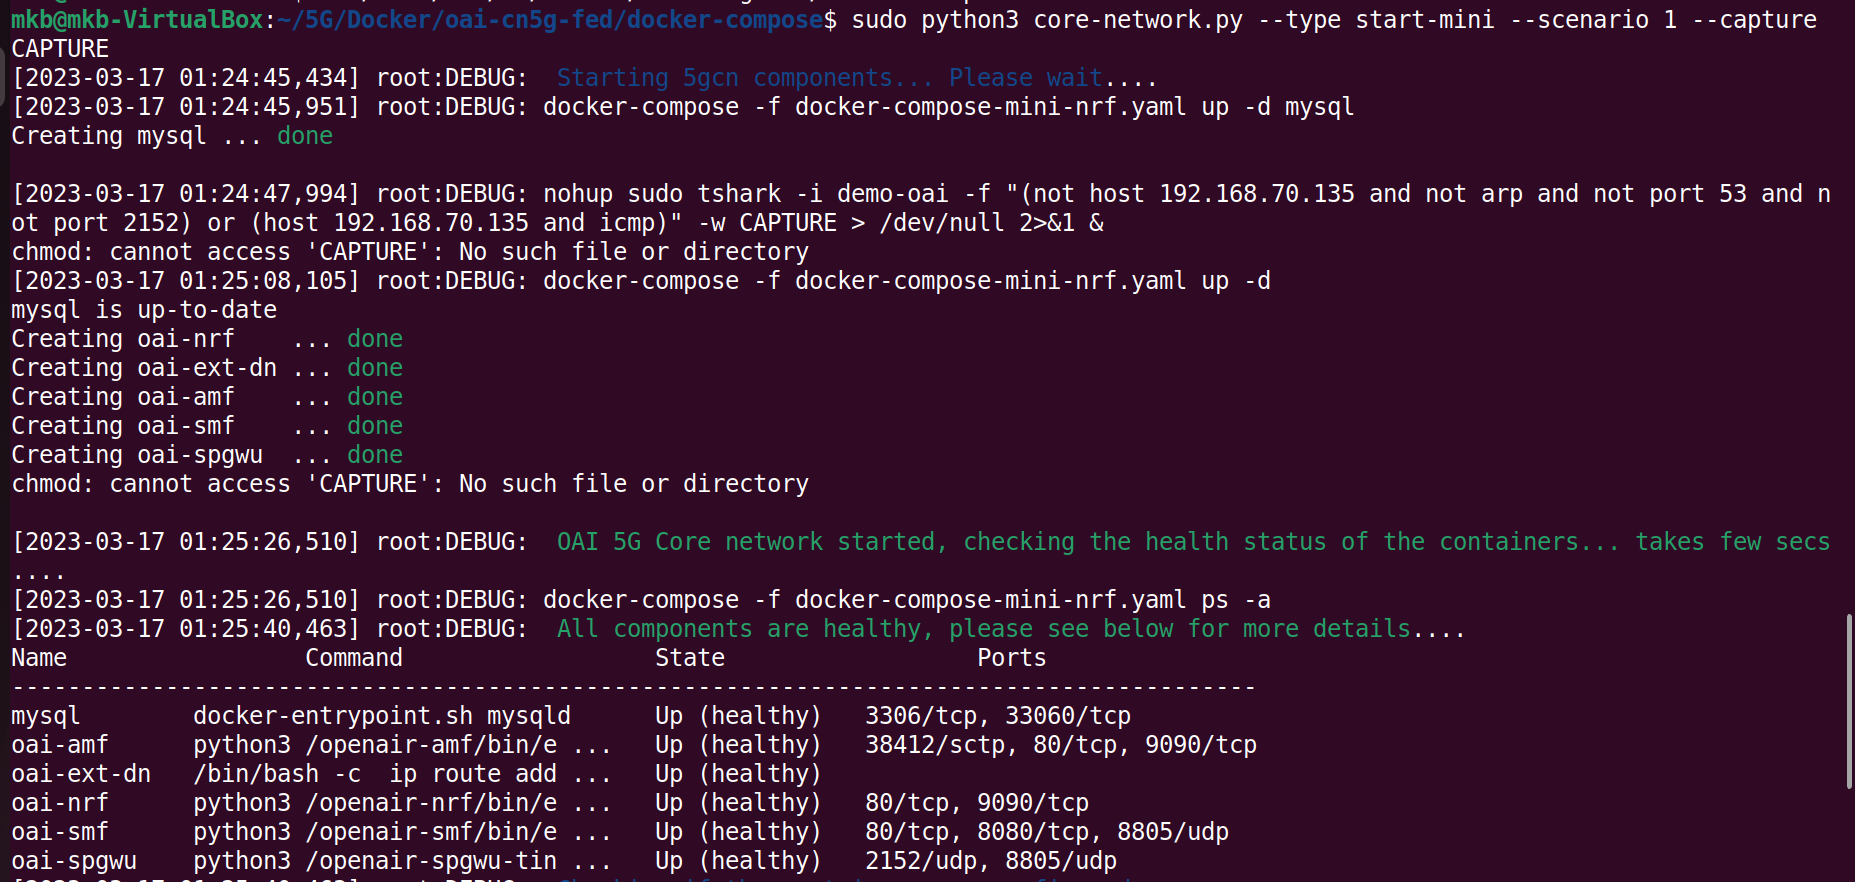 mkb@mkb-VirtualBox:~/5G/Docker/oai-cn5g-fed/docker-compose$ sudo python3 core-network.py --type start-mini --scenario 1 --capture
CAPTURE
[2023-03-17 01:24:45,434] root:DEBUG:  Starting 5gcn components... Please wait....
[2023-03-17 01:24:45,951] root:DEBUG: docker-compose -f docker-compose-mini-nrf.yaml up -d mysql
Creating mysql ... done
[2023-03-17 01:24:47,994] root:DEBUG: nohup sudo tshark -i demo-oai -f "(not host 192.168.70.135 and not arp and not port 53 and n
ot port 2152) or (host 192.168.70.135 and icmp)" -w CAPTURE > /dev/null 2>&1 &
chmod: cannot access 'CAPTURE': No such file or directory
[2023-03-17 01:25:08,105] root:DEBUG: docker-compose -f docker-compose-mini-nrf.yaml up -d
mysql is up-to-date
Creating oai-nrf    ... done
Creating oai-ext-dn ... done
Creating oai-amf    ... done
Creating oai-smf    ... done
Creating oai-spgwu  ... done
chmod: cannot access 'CAPTURE': No such file or directory
[2023-03-17 01:25:26,510] root:DEBUG:  OAI 5G Core network started, checking the health status of the containers... takes few secs
....
[2023-03-17 01:25:26,510] root:DEBUG: docker-compose -f docker-compose-mini-nrf.yaml ps -a
[2023-03-17 01:25:40,463] root:DEBUG:  All components are healthy, please see below for more details....
Name                 Command                  State                  Ports
-----------------------------------------------------------------------------------------
mysql        docker-entrypoint.sh mysqld      Up (healthy)   3306/tcp, 33060/tcp
oai-amf      python3 /openair-amf/bin/e ...   Up (healthy)   38412/sctp, 80/tcp, 9090/tcp
oai-ext-dn   /bin/bash -c  ip route add ...   Up (healthy)
oai-nrf      python3 /openair-nrf/bin/e ...   Up (healthy)   80/tcp, 9090/tcp
oai-smf      python3 /openair-smf/bin/e ...   Up (healthy)   80/tcp, 8080/tcp, 8805/udp
oai-spgwu    python3 /openair-spgwu-tin ...   Up (healthy)   2152/udp, 8805/udp